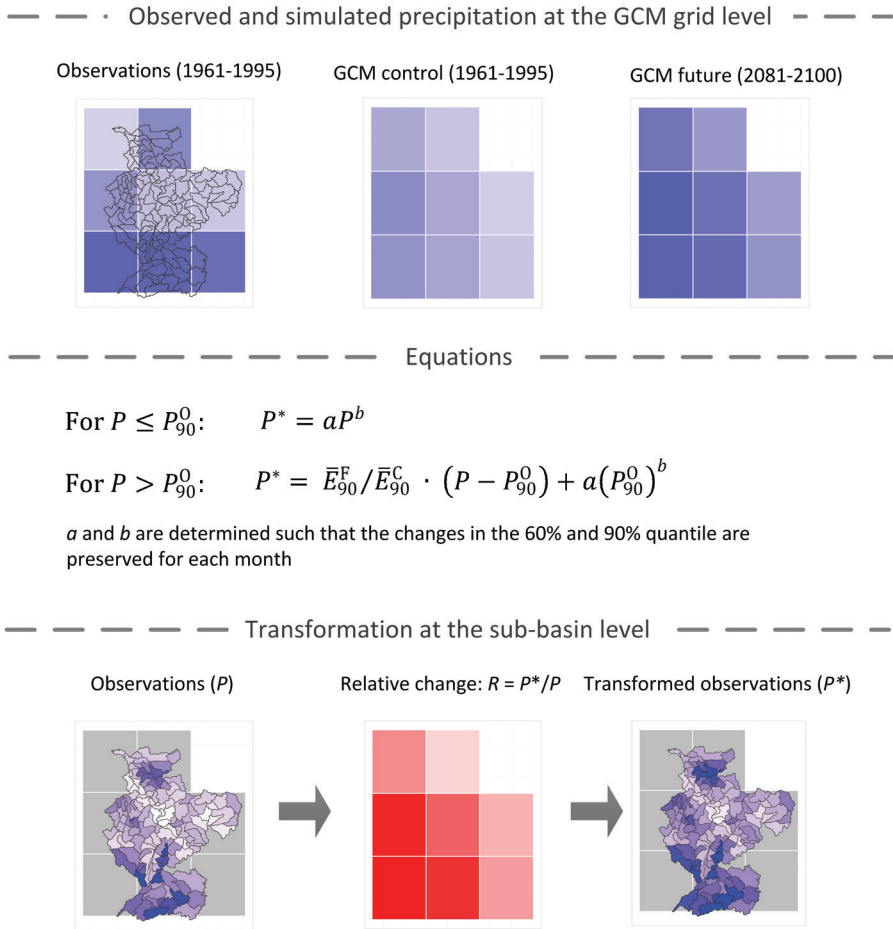 Observed and simulated precipitation at the GCM grid level
Observations (1961-1995)
GCM control (1961-1995)
GCM future (2081-2100)
Equations
For P ≤ P₉₀ᴼ: P* = aPᵇ
For P > P₉₀ᴼ: P* = Ē₉₀ᶠ/Ē₉₀ᶜ · (P − P₉₀ᴼ) + a(P₉₀ᴼ)ᵇ
a and b are determined such that the changes in the 60% and 90% quantile are
preserved for each month
Transformation at the sub-basin level
Observations (P)
Relative change: R = P*/P
Transformed observations (P*)